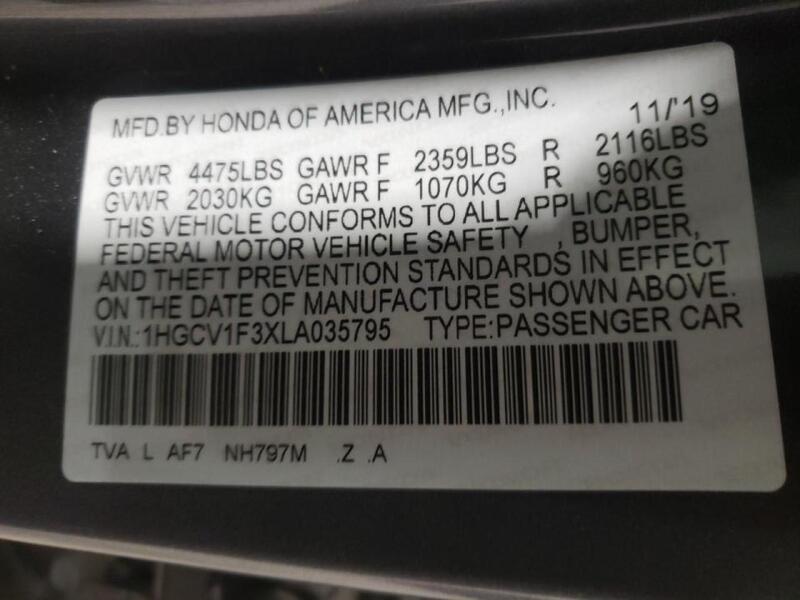 MFD.BY HONDA OF AMERICA MFG.,INC. 11/'19
GVWR 4475LBS GAWR F 2359LBS R 2116LBS
GVWR 2030KG GAWR F 1070KG R 960KG
THIS VEHICLE CONFORMS TO ALL APPLICABLE
FEDERAL MOTOR VEHICLE SAFETY , BUMPER,
AND THEFT PREVENTION STANDARDS IN EFFECT
ON THE DATE OF MANUFACTURE SHOWN ABOVE.
V.I.N.:1HGCV1F3XLA035795 TYPE:PASSENGER CAR
TVA L AF7 NH797M .Z .A